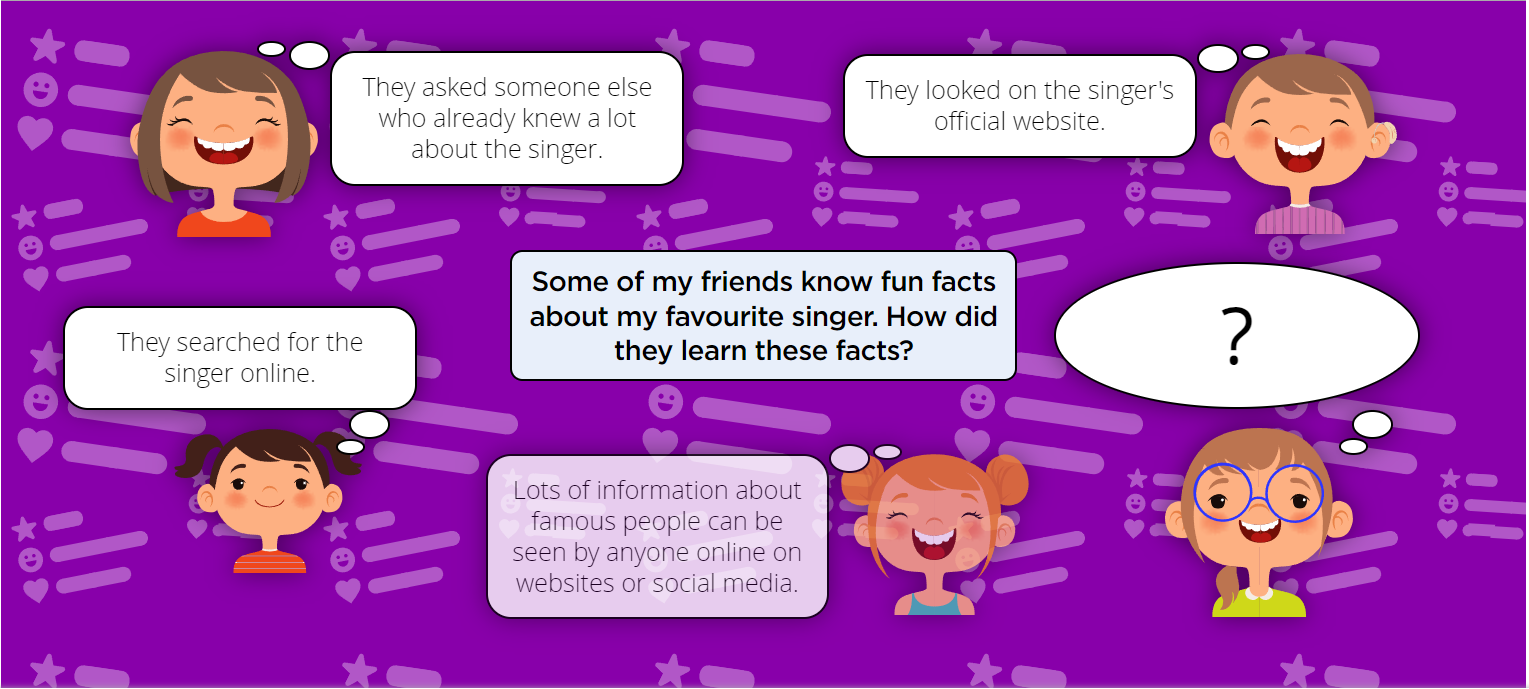 They asked someone else
who already knew a lot
about the singer.
They looked on the singer's
official website.
Some of my friends know fun facts
about my favourite singer. How did
they learn these facts?
?
They searched for the
singer online.
Lots of information about
famous people can be
seen by anyone online on
websites or social media.